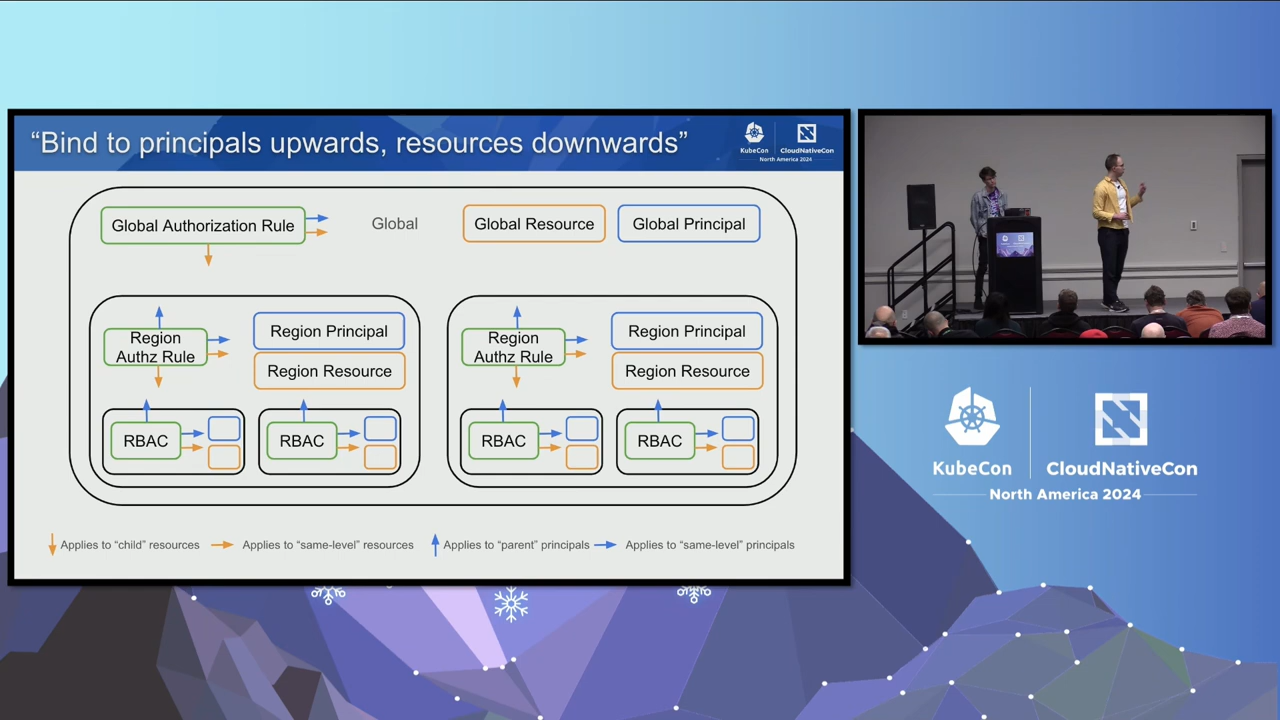 “Bind to principals upwards, resources downwards”
KubeCon
CloudNativeCon
North America 2024
Global Authorization Rule
Global
Global Resource
Global Principal
Region
Authz Rule
Region Principal
Region Resource
RBAC
RBAC
Region
Authz Rule
Region Principal
Region Resource
RBAC
RBAC
Applies to “child” resources
Applies to “same-level” resources
Applies to “parent” principals
Applies to “same-level” principals
KubeCon
CloudNativeCon
North America 2024